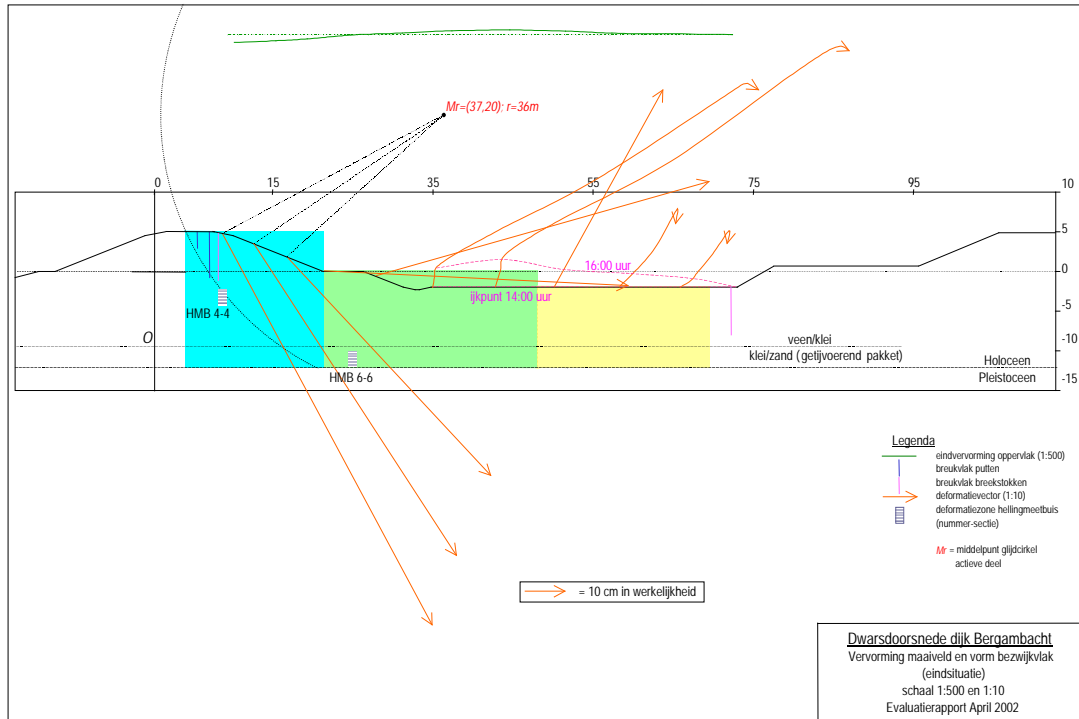 Mr=(37,20): r=36m
0 15 35 55 75 95 10
5
0
-5
-10
-15
16:00 uur
ijkpunt 14:00 uur
HMB 4-4
O
HMB 6-6
veen/klei
klei/zand (getijvoerend pakket)
Holoceen
Pleistoceen
Legenda
eindvervorming oppervlak (1:500)
breukvlak putten
breukvlak breekstokken
deformatievector (1:10)
deformatiezone hellingmeetbuis
(nummer-sectie)
Mr = middelpunt glijdcirkel
actieve deel
= 10 cm in werkelijkheid
Dwarsdoorsnede dijk Bergambacht
Vervorming maaiveld en vorm bezwijkvlak
(eindsituatie)
schaal 1:500 en 1:10
Evaluatierapport April 2002